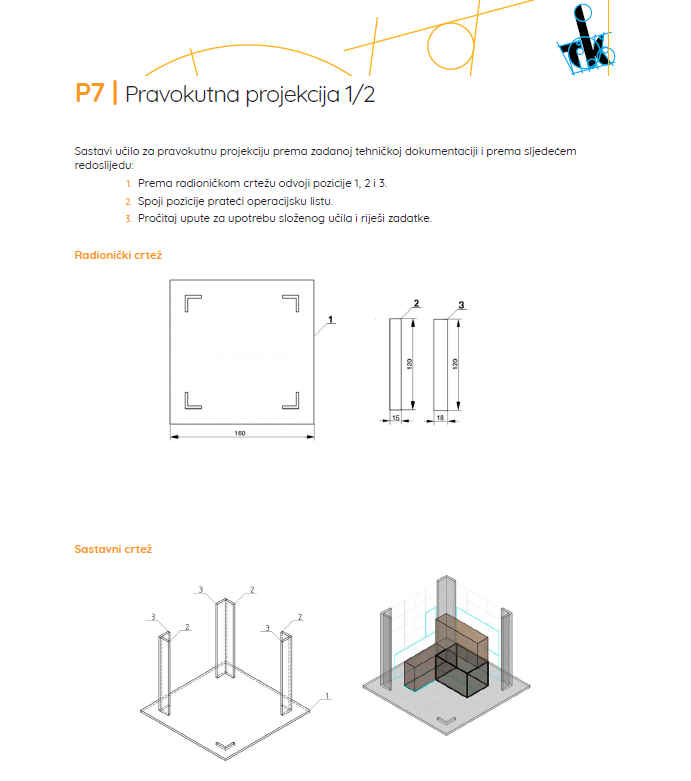 P7 | Pravokutna projekcija 1/2
Sastavi učilo za pravokutnu projekciju prema zadanoj tehničkoj dokumentaciji i prema sljedećem
redoslijedu:
1. Prema radioničkom crtežu odvoji pozicije 1, 2 i 3.
2. Spoji pozicije prateći operacijsku listu.
3. Pročitaj upute za upotrebu složenog učila i riješi zadatke.
Radionički crtež
1
2
3
120
120
15
18
160
Sastavni crtež
3
2
3
2
3
2
1